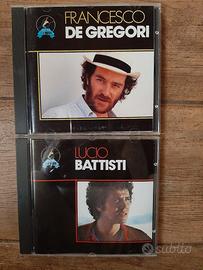 FRANCESCO
DE GREGORI
LUCIO
BATTISTI
subito